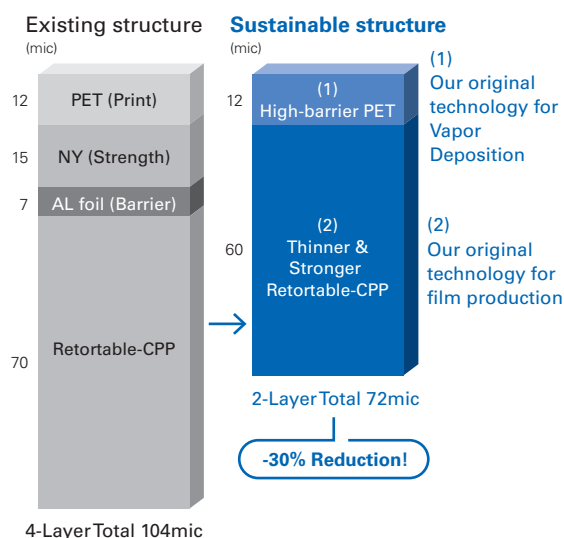 Existing structure
(mic)
12
PET (Print)
15
NY (Strength)
7
AL foil (Barrier)
70
Retortable-CPP
4-Layer Total 104mic
Sustainable structure
(mic)
12
(1)
High-barrier PET
60
(2)
Thinner &
Stronger
Retortable-CPP
2-Layer Total 72mic
-30% Reduction!
(1)
Our original
technology for
Vapor
Deposition
(2)
Our original
technology for
film production